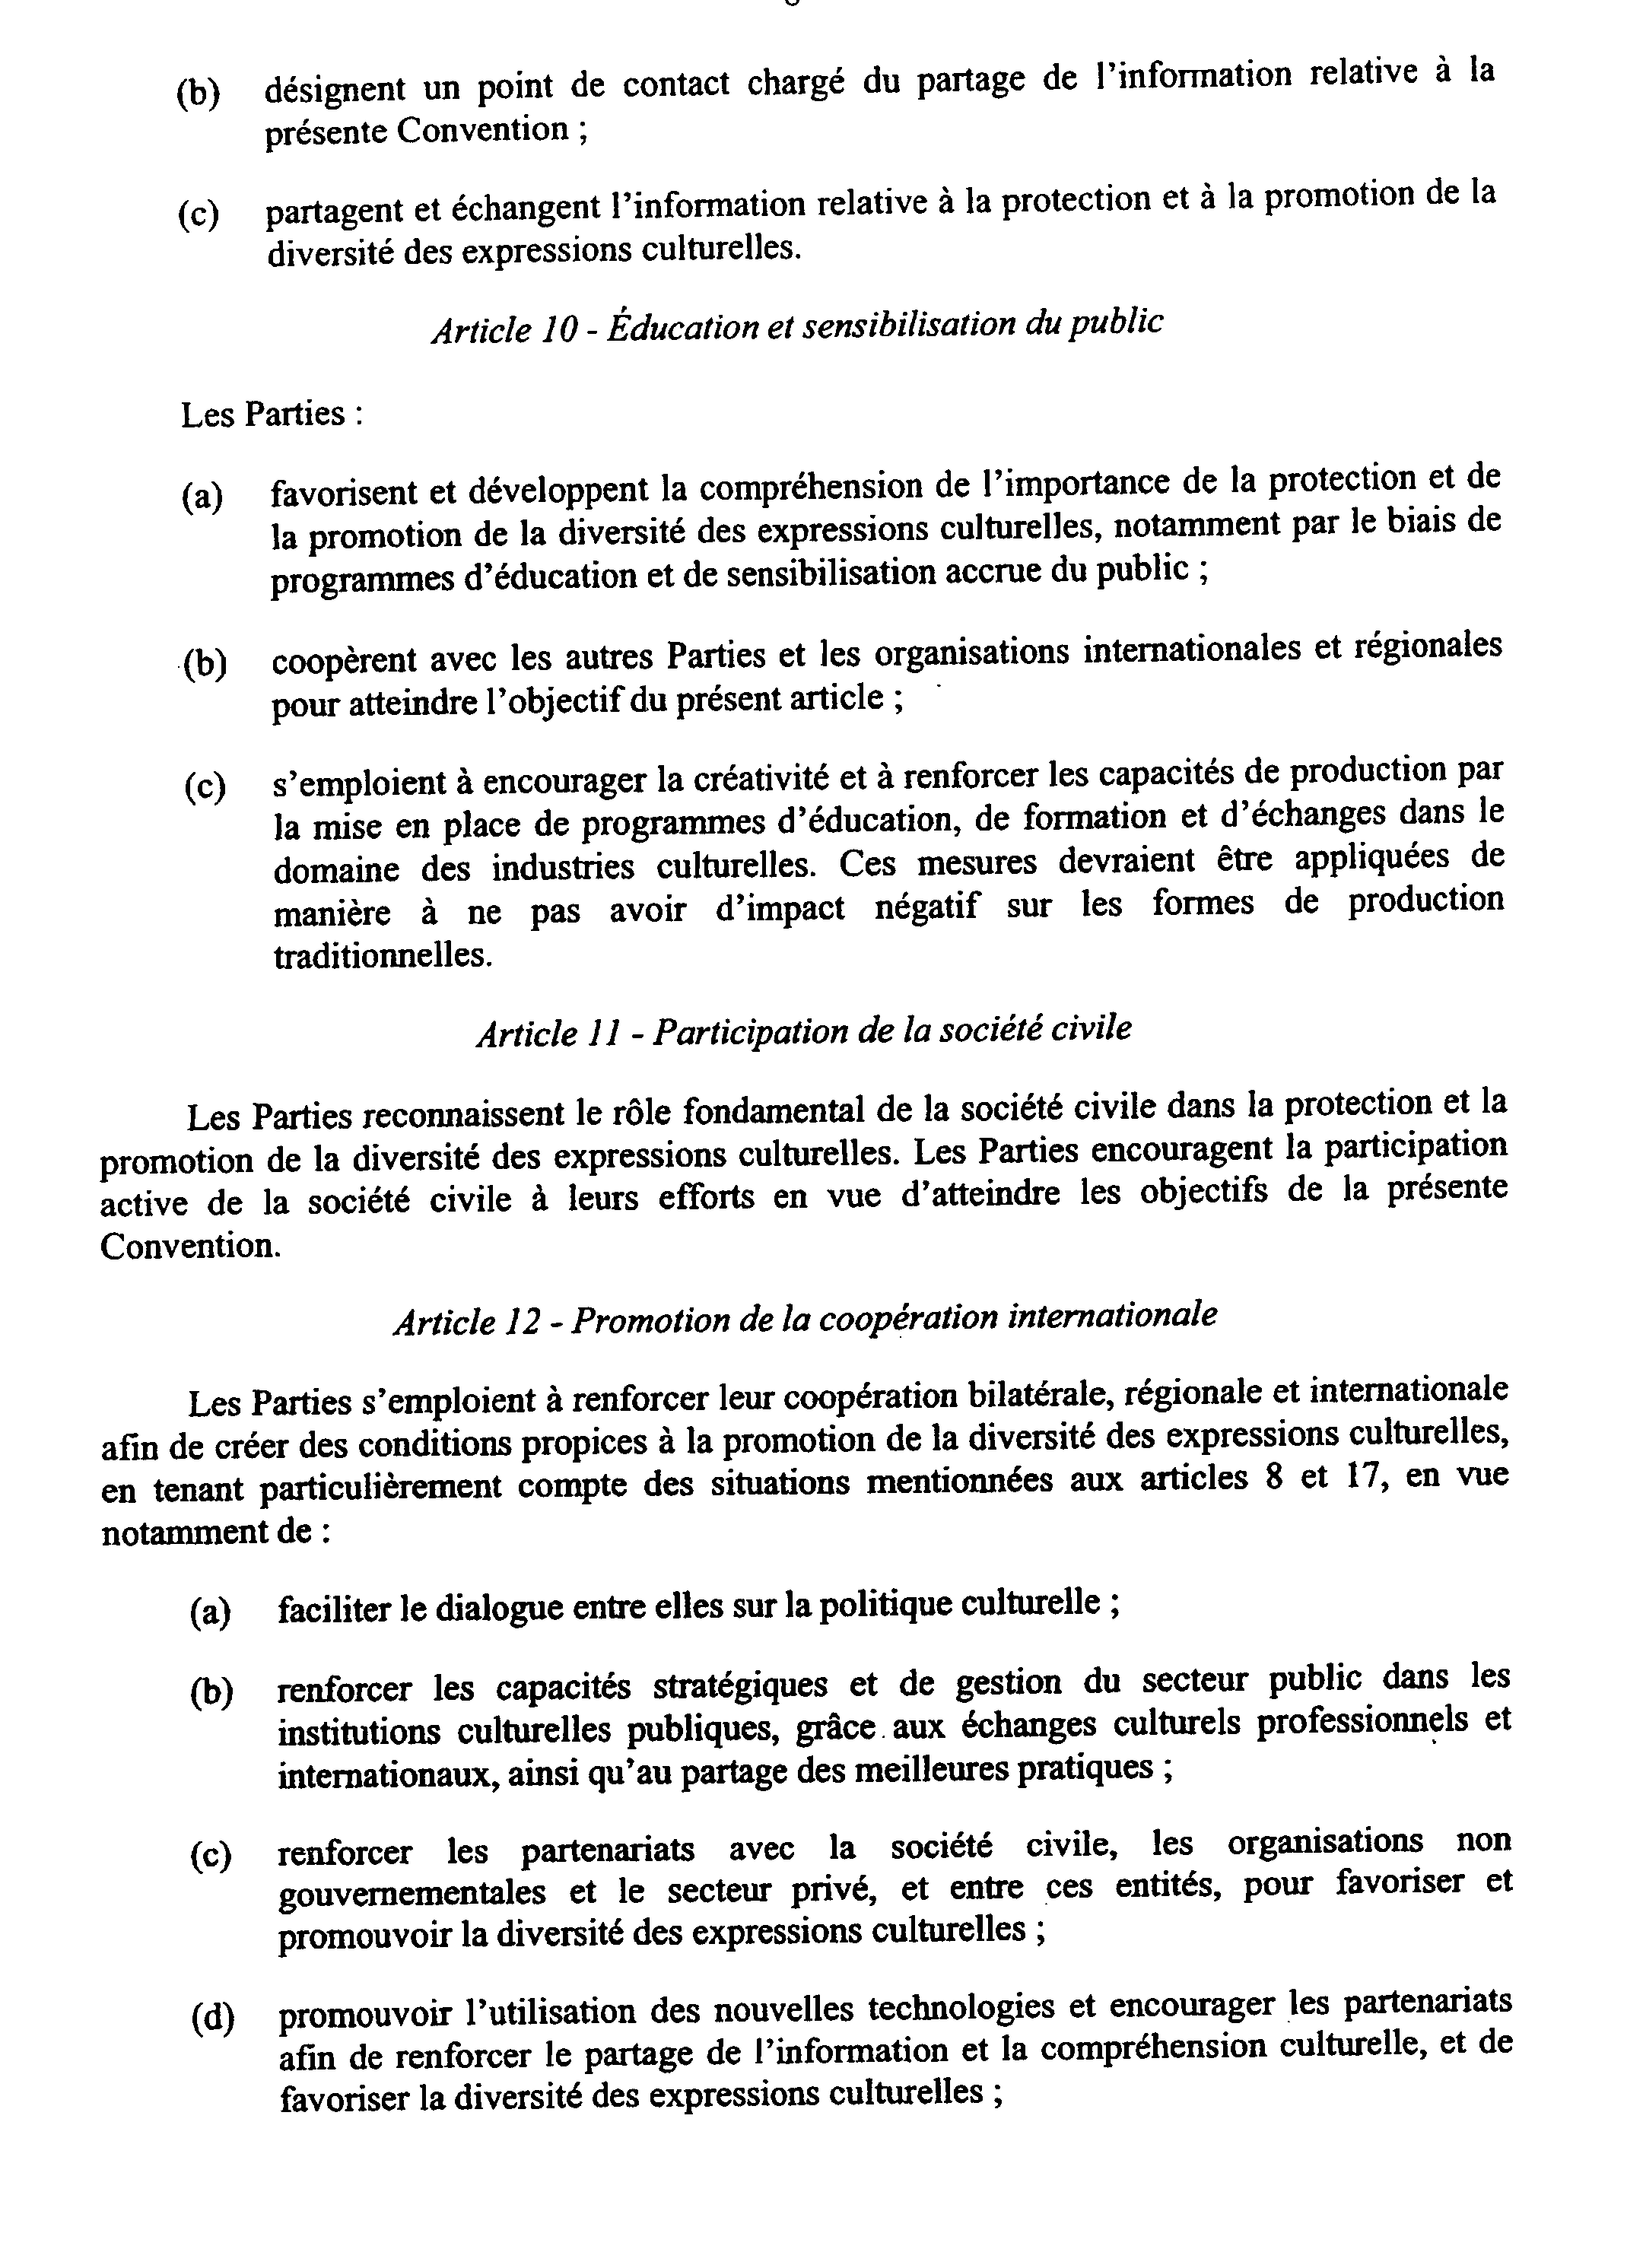 (b) désignent un point de contact chargé du partage de l'information relative à la
présente Convention ;
(c) partagent et échangent l'information relative à la protection et à la promotion de la
diversité des expressions culturelles.
Article 10 - Éducation et sensibilisation du public
Les Parties :
(a) favorisent et développent la compréhension de l'importance de la protection et de
la promotion de la diversité des expressions culturelles, notamment par le biais de
programmes d'éducation et de sensibilisation accrue du public ;
(b) coopèrent avec les autres Parties et les organisations internationales et régionales
pour atteindre l'objectif du présent article ;
(c) s'emploient à encourager la créativité et à renforcer les capacités de production par
la mise en place de programmes d'éducation, de formation et d'échanges dans le
domaine des industries culturelles. Ces mesures devraient être appliquées de
manière à ne pas avoir d'impact négatif sur les formes de production
traditionnelles.
Article 11 - Participation de la société civile
Les Parties reconnaissent le rôle fondamental de la société civile dans la protection et la
promotion de la diversité des expressions culturelles. Les Parties encouragent la participation
active de la société civile à leurs efforts en vue d'atteindre les objectifs de la présente
Convention.
Article 12 - Promotion de la coopération internationale
Les Parties s'emploient à renforcer leur coopération bilatérale, régionale et internationale
afin de créer des conditions propices à la promotion de la diversité des expressions culturelles,
en tenant particulièrement compte des situations mentionnées aux articles 8 et 17, en vue
notamment de :
(a) faciliter le dialogue entre elles sur la politique culturelle ;
(b) renforcer les capacités stratégiques et de gestion du secteur public dans les
institutions culturelles publiques, grâce aux échanges culturels professionnels et
internationaux, ainsi qu'au partage des meilleures pratiques ;
(c) renforcer les partenariats avec la société civile, les organisations non
gouvernementales et le secteur privé, et entre ces entités, pour favoriser et
promouvoir la diversité des expressions culturelles ;
(d) promouvoir l'utilisation des nouvelles technologies et encourager les partenariats
afin de renforcer le partage de l'information et la compréhension culturelle, et de
favoriser la diversité des expressions culturelles ;